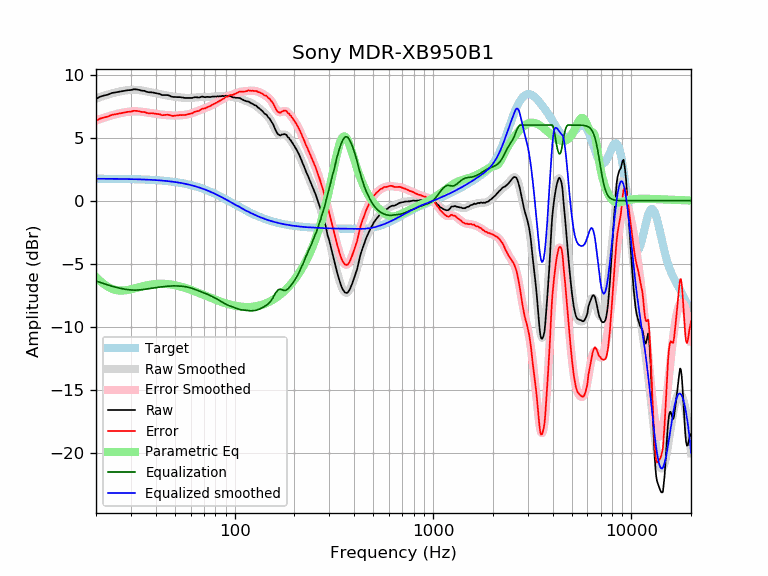 Sony MDR-XB950B1
10
5
0
−5
−10
−15
−20
Amplitude (dBr)
Target
Raw Smoothed
Error Smoothed
Raw
Error
Parametric Eq
Equalization
Equalized smoothed
100
1000
10000
Frequency (Hz)